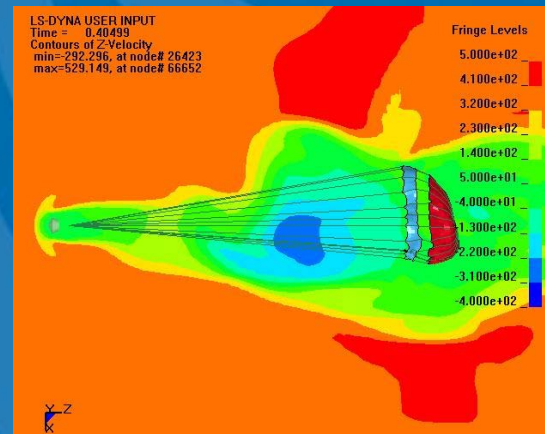 LS-DYNA USER INPUT
Time = 0.40499
Contours of Z-Velocity
min=-292.296, at node# 26423
max=529.149, at node# 66652
Fringe Levels
5.000e+02
4.100e+02
3.200e+02
2.300e+02
1.400e+02
5.000e+01
-4.000e+01
-1.300e+02
-2.200e+02
-3.100e+02
-4.000e+02
Y Z
X